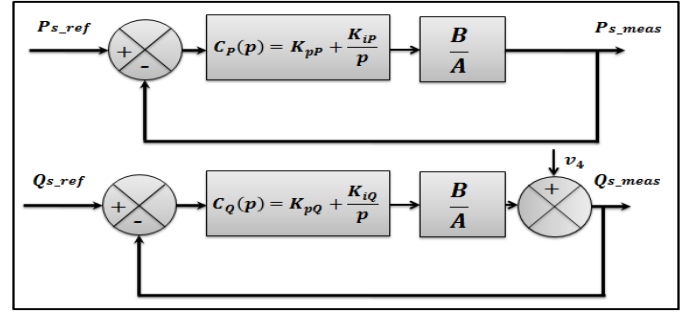 Ps_ref
+
-
C_P(p) = K_pP + K_iP/p
B/A
Ps_meas
v_4
Qs_ref
+
-
C_Q(p) = K_pQ + K_iQ/p
B/A
+
Qs_meas